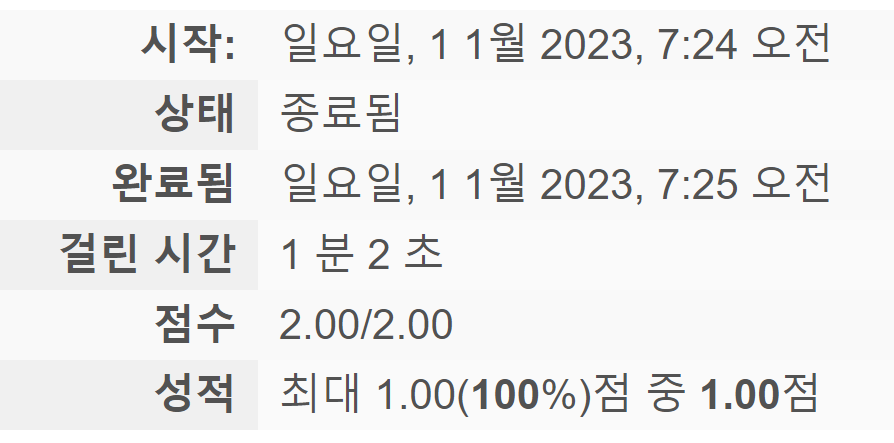 시작: 일요일, 1 1월 2023, 7:24 오전
상태 종료됨
완료됨 일요일, 1 1월 2023, 7:25 오전
걸린 시간 1 분 2 초
점수 2.00/2.00
성적 최대 1.00(100%)점 중 1.00점